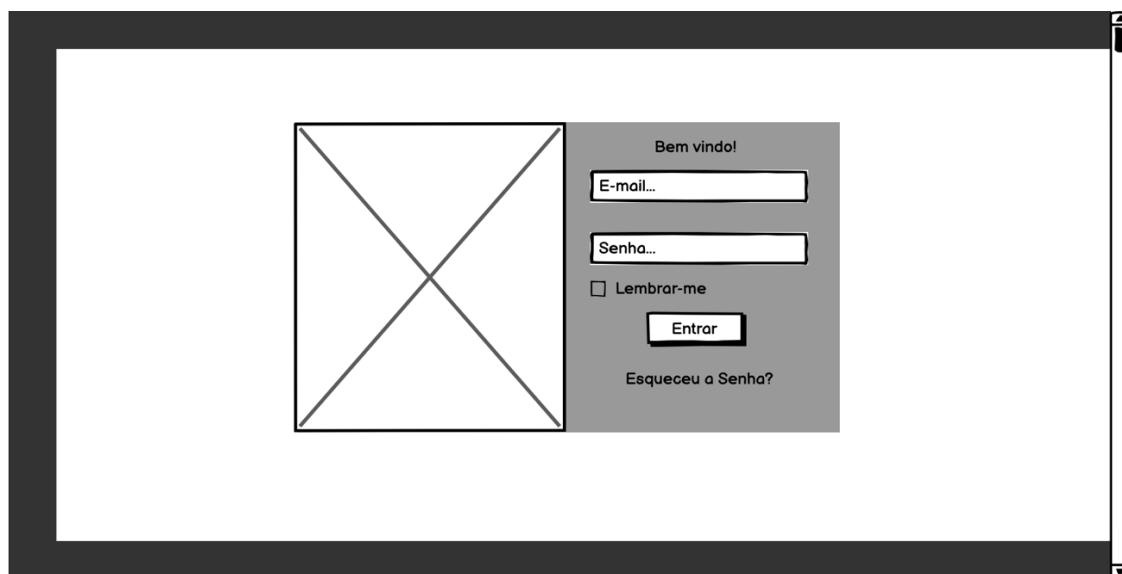 Bem vindo!
E-mail...
Senha...
Lembrar-me
Entrar
Esqueceu a Senha?